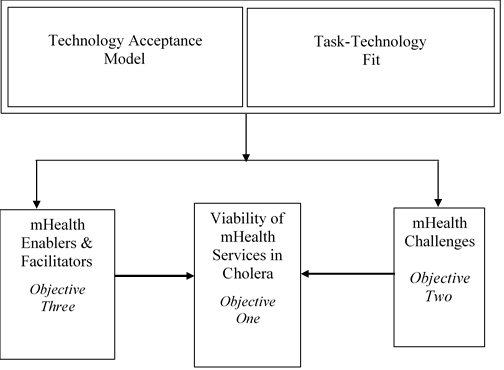 Technology Acceptance
Model
Task-Technology
Fit
mHealth
Enablers &
Facilitators
Objective
Three
Viability of
mHealth
Services in
Cholera
Objective
One
mHealth
Challenges
Objective
Two